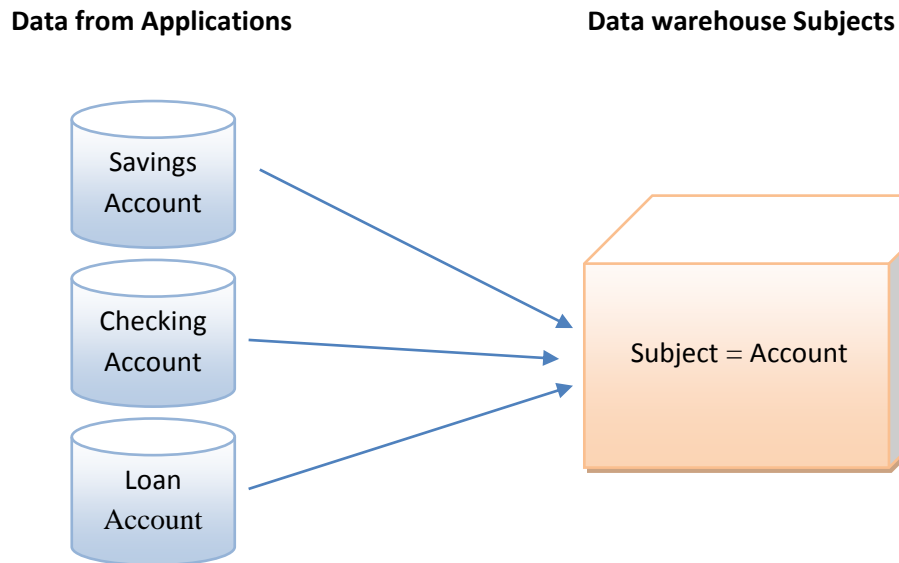 Data from Applications
Data warehouse Subjects
Savings
Account
Checking
Account
Loan
Account
Subject = Account